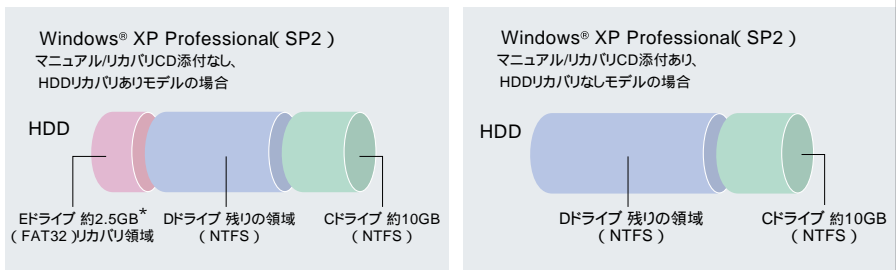 Windows® XP Professional( SP2 )
マニュアル/リカバリCD添付なし、
HDDリカバリありモデルの場合
HDD
Eドライブ 約2.5GB*
( FAT32 )リカバリ領域
Dドライブ 残りの領域
( NTFS )
Cドライブ 約10GB
( NTFS )
Windows® XP Professional( SP2 )
マニュアル/リカバリCD添付あり、
HDDリカバリなしモデルの場合
HDD
Dドライブ 残りの領域
( NTFS )
Cドライブ 約10GB
( NTFS )